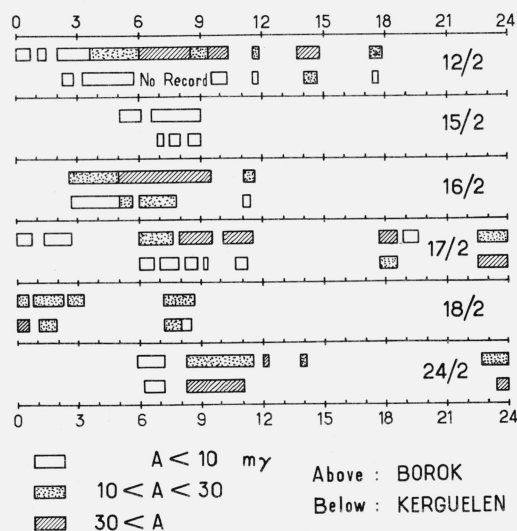 0 3 6 9 12 15 18 21 24
12/2
No Record
15/2
16/2
17/2
18/2
24/2
0 3 6 9 12 15 18 21 24
A < 10 mγ
10 < A < 30
30 < A
Above : BOROK
Below : KERGUELEN